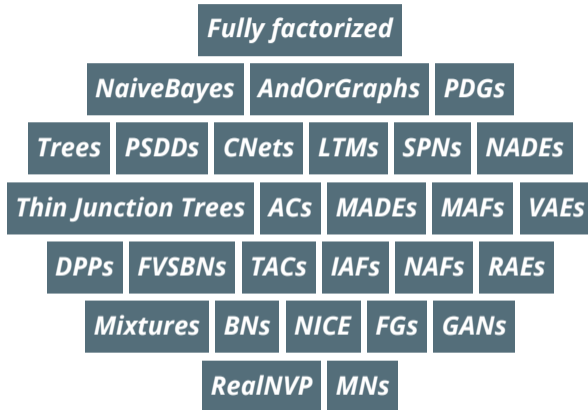 Fully factorized
NaiveBayes AndOrGraphs PDGs
Trees PSDDs CNets LTMs SPNs NADEs
Thin Junction Trees ACs MADEs MAFs VAEs
DPPs FVSBNs TACs IAFs NAFs RAEs
Mixtures BNs NICE FGs GANs
RealNVP MNs